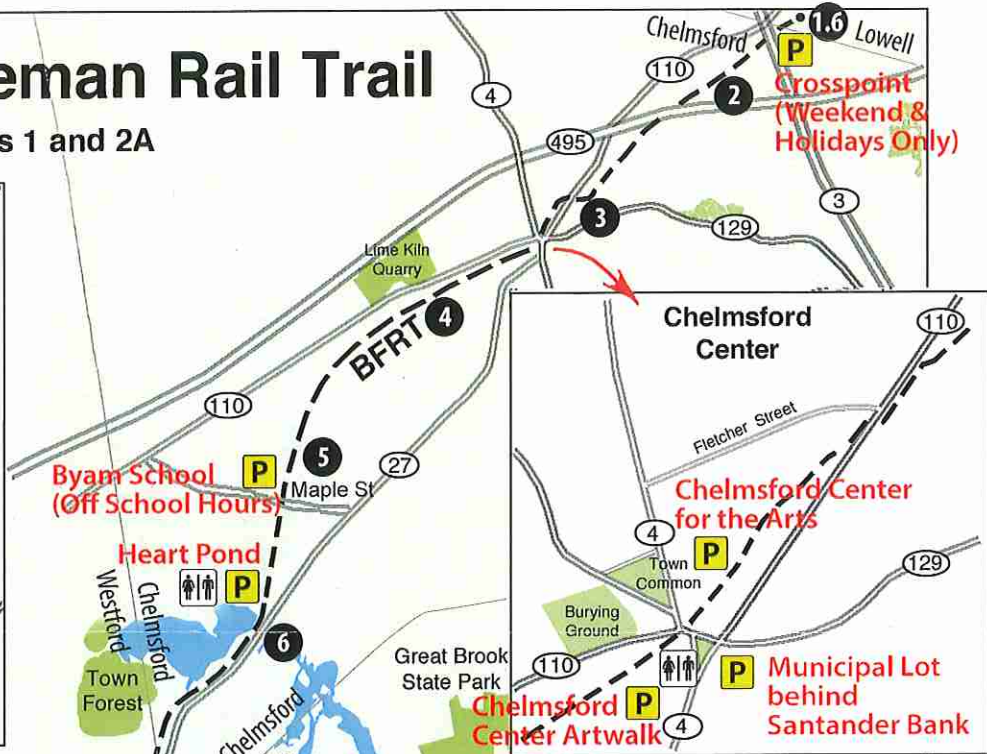 eman Rail Trail
s 1 and 2A
Chelmsford
Lowell
1.6
P
Crosspoint
(Weekend &
Holidays Only)
110
4
2
495
3
3
129
Lime Kiln
Quarry
4
BFRT
110
5
27
Byam School
(Off School Hours)
P
Maple St
Heart Pond
P
Westford
Chelmsford
6
Town
Forest
Chelmsford
Great Brook
State Park
Chelmsford
Center
110
Fletcher Street
Chelmsford Center
for the Arts
4
P
Town
Common
129
Burying
Ground
110
P
Municipal Lot
behind
Santander Bank
Chelmsford
Center Artwalk
P
4